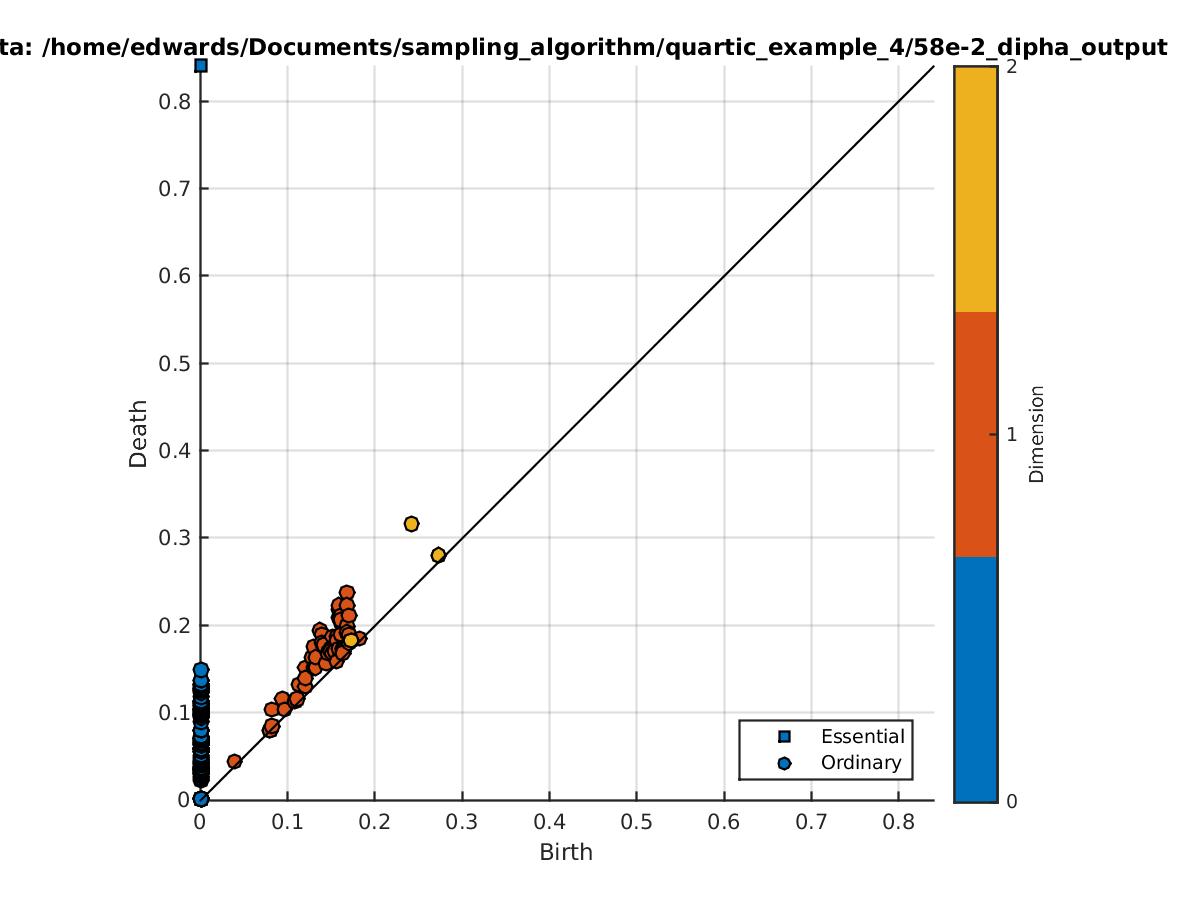 ta: /home/edwards/Documents/sampling_algorithm/quartic_example_4/58e-2_dipha_output
0.8
0.7
0.6
0.5
0.4
0.3
0.2
0.1
0
Death
0 0.1 0.2 0.3 0.4 0.5 0.6 0.7 0.8
Birth
Essential
Ordinary
2
1
0
Dimension